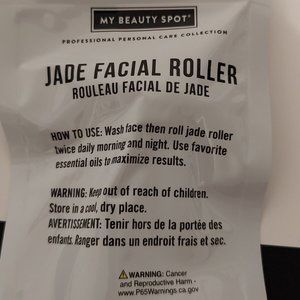 MY BEAUTY SPOT®
PROFESSIONAL PERSONAL CARE COLLECTION
JADE FACIAL ROLLER
ROULEAU FACIAL DE JADE
HOW TO USE: Wash face then roll jade roller
twice daily morning and night. Use favorite
essential oils to maximize results.
WARNING: Keep out of reach of children.
Store in a cool, dry place.
AVERTISSEMENT: Tenir hors de la portée des
enfants. Ranger dans un endroit frais et sec.
⚠WARNING: Cancer
and Reproductive Harm -
www.P65Warnings.ca.gov